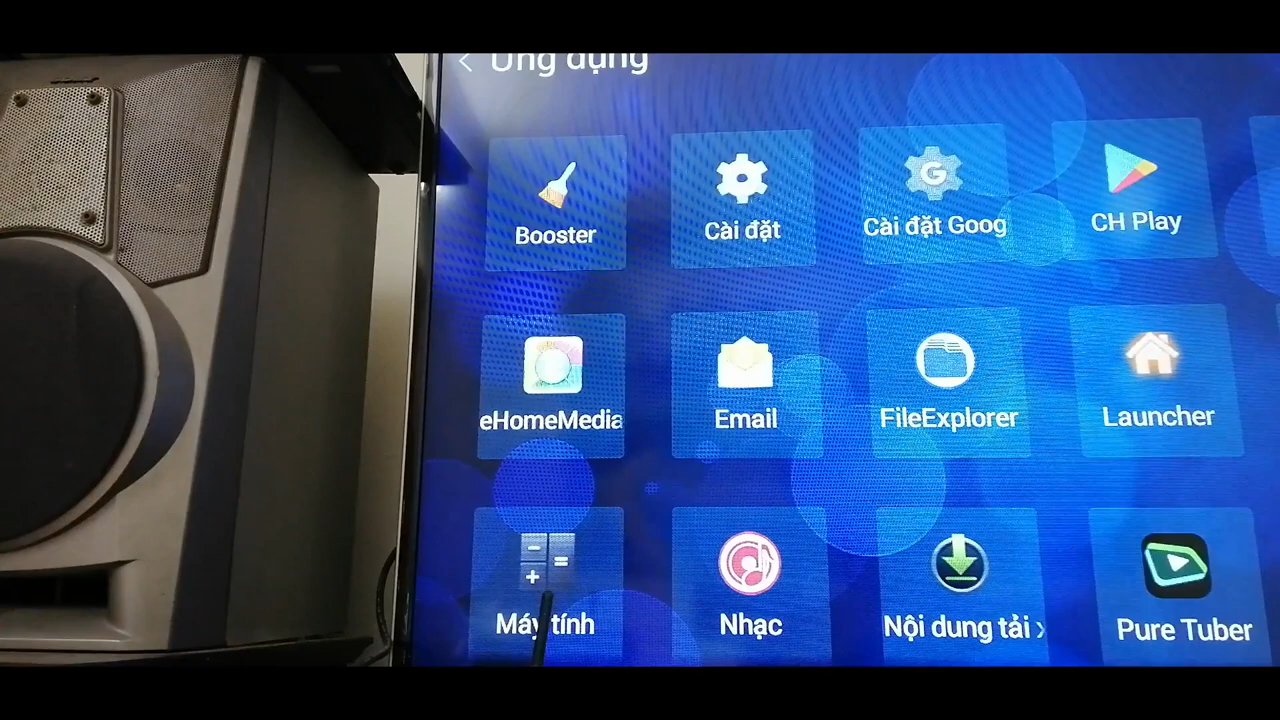 Ứng dụng
Booster
Cài đặt
Cài đặt Goog
CH Play
eHomeMedia
Email
FileExplorer
Launcher
Máy tính
Nhạc
Nội dung tải
Pure Tuber